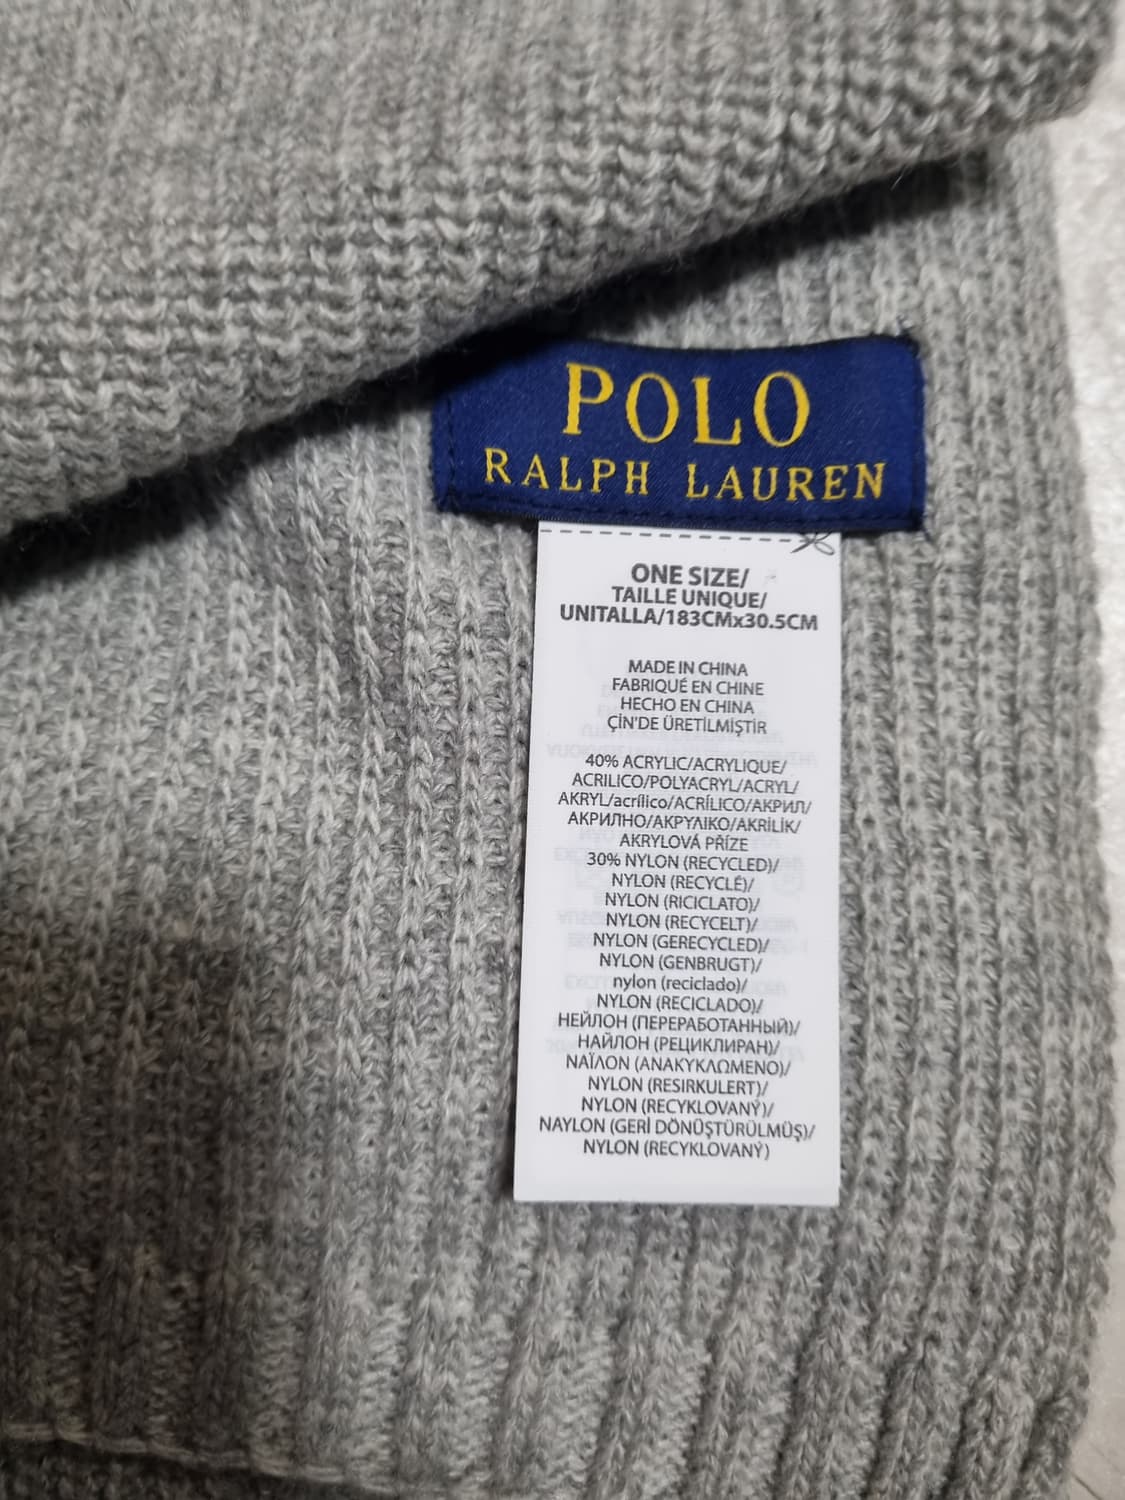 POLO
RALPH LAUREN
ONE SIZE/
TAILLE UNIQUE/
UNITALLA/183CMx30.5CM
MADE IN CHINA
FABRIQUÉ EN CHINE
HECHO EN CHINA
ÇİN'DE ÜRETİLMİŞTİR
40% ACRYLIC/ACRYLIQUE/
ACRILICO/POLYACRYL/ACRYL/
AKRYL/acrílico/ACRÍLICO/АКРИЛ/
АКРИЛНО/ΑΚΡΥΛΙΚΟ/AKRİLİK/
AKRYLOVÁ PŘÍZE
30% NYLON (RECYCLED)/
NYLON (RECYCLÉ)/
NYLON (RICICLATO)/
NYLON (RECYCELT)/
NYLON (GERECYCLED)/
NYLON (GENBRUGT)/
nylon (reciclado)/
NYLON (RECICLADO)/
НЕЙЛОН (ПЕРЕРАБОТАННЫЙ)/
НАЙЛОН (РЕЦИКЛИРАН)/
ΝΑΪΛΟΝ (ΑΝΑΚΥΚΛΩΜΕΝΟ)/
NYLON (RESIRKULERT)/
NYLON (RECYKLOVANÝ)/
NAYLON (GERİ DÖNÜŞTÜRÜLMÜŞ)/
NYLON (RECYKLOVANÝ)